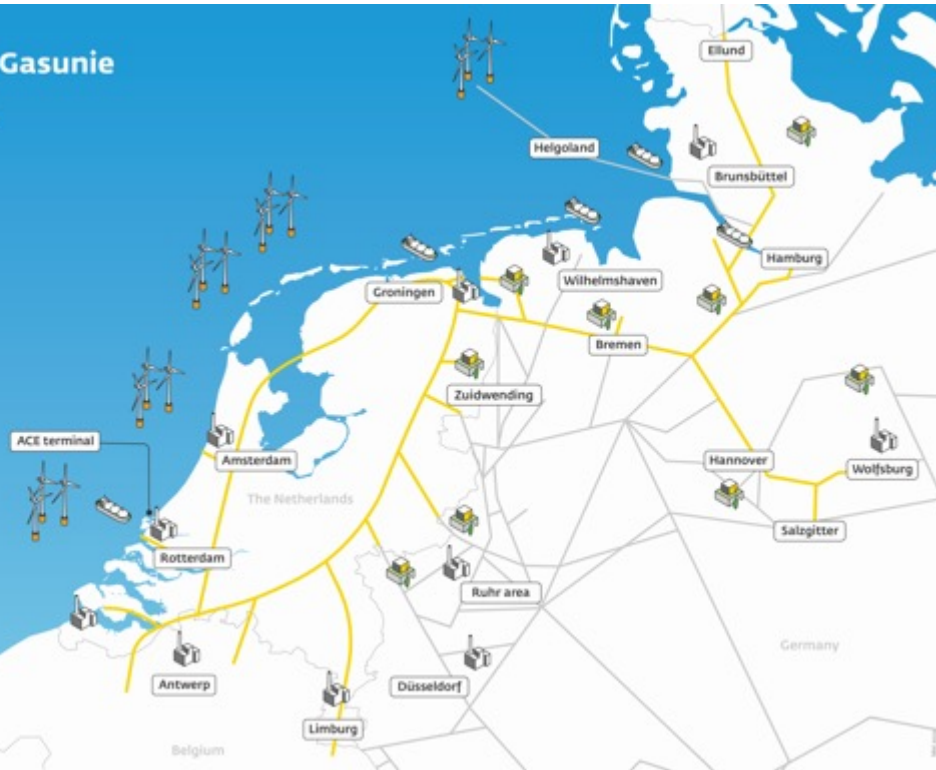 Gasunie
Ellund
Helgoland
Brunsbüttel
Hamburg
Wilhelmshaven
Groningen
Bremen
Zuidwending
ACE terminal
Amsterdam
Hannover
Wolfsburg
The Netherlands
Salzgitter
Rotterdam
Ruhr area
Germany
Antwerp
Düsseldorf
Limburg
Belgium